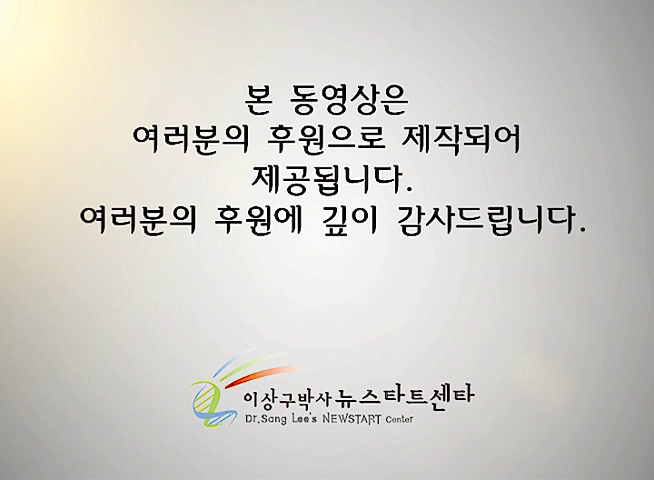 본 동영상은
여러분의 후원으로 제작되어
제공됩니다.
여러분의 후원에 깊이 감사드립니다.
이상구박사 뉴스타트센타
Dr.Sang Lee's NEWSTART Center